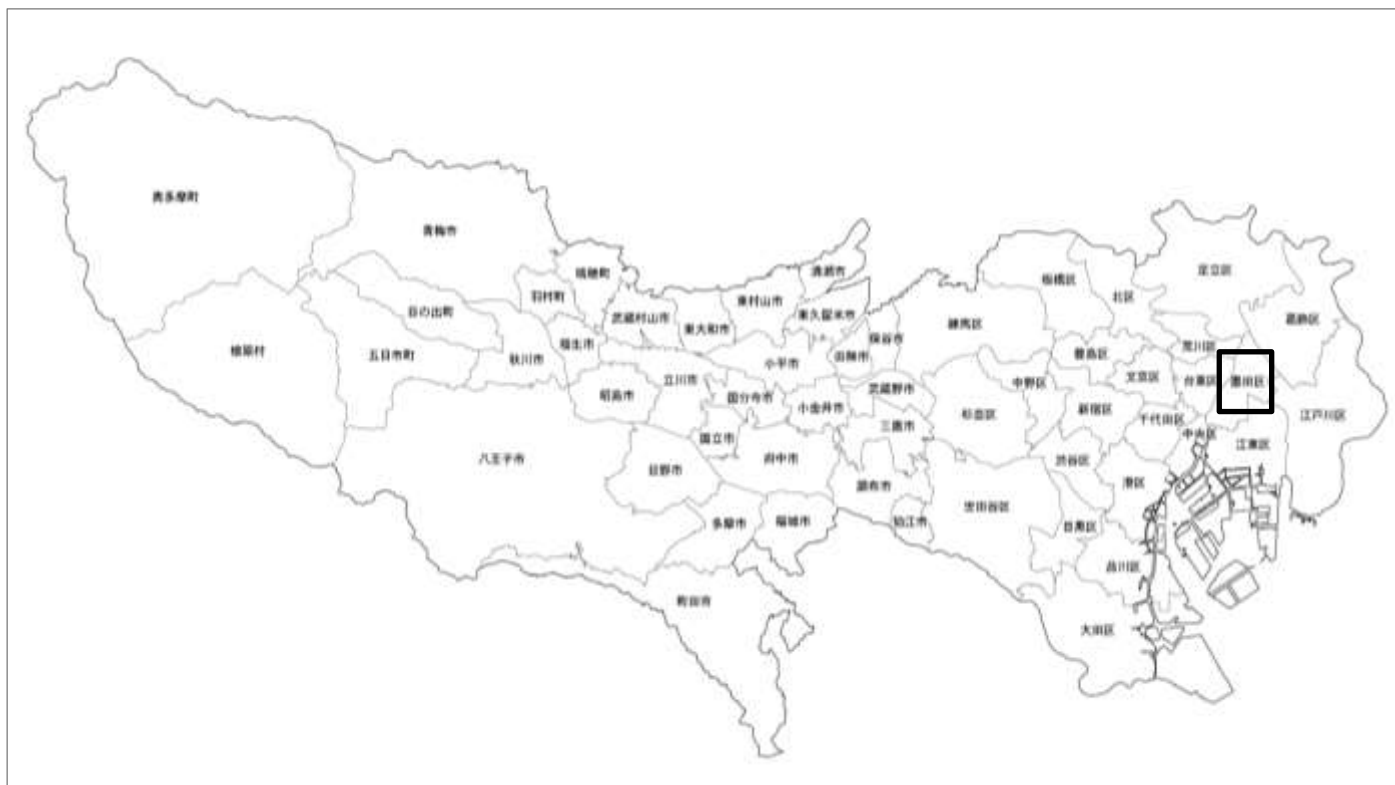 奥多摩町
青梅市
瑞穂町
羽村町
日の出町
檜原村
五日市町
秋川市
福生市
武蔵村山市
東大和市
東村山市
清瀬市
東久留米市
保谷市
田無市
小平市
立川市
昭島市
国分寺市
小金井市
武蔵野市
三鷹市
国立市
府中市
八王子市
日野市
調布市
狛江市
多摩市
稲城市
町田市
練馬区
板橋区
北区
足立区
葛飾区
荒川区
豊島区
文京区
台東区
墨田区
中野区
杉並区
新宿区
千代田区
中央区
江東区
江戸川区
渋谷区
港区
世田谷区
目黒区
品川区
大田区